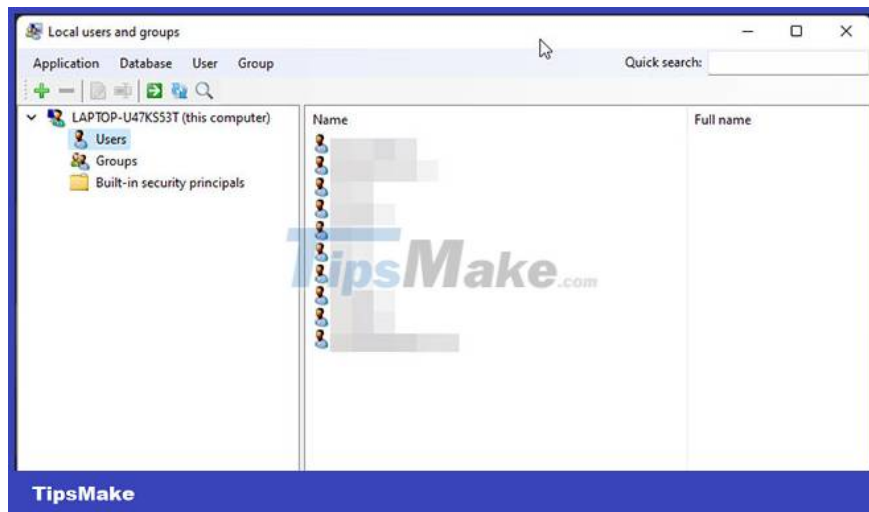 Local users and groups
Application Database User Group Quick search:
LAPTOP-U47KS53T (this computer)
Users
Groups
Built-in security principals
Name Full name
TipsMake.com
TipsMake